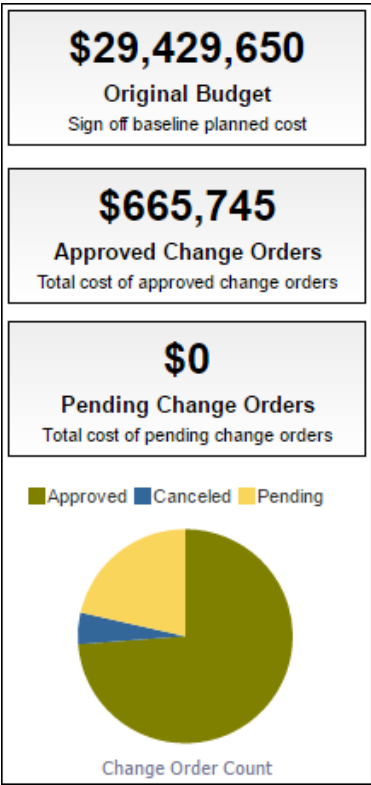 $29,429,650
Original Budget
Sign off baseline planned cost
$665,745
Approved Change Orders
Total cost of approved change orders
$0
Pending Change Orders
Total cost of pending change orders
Approved Canceled Pending
Change Order Count